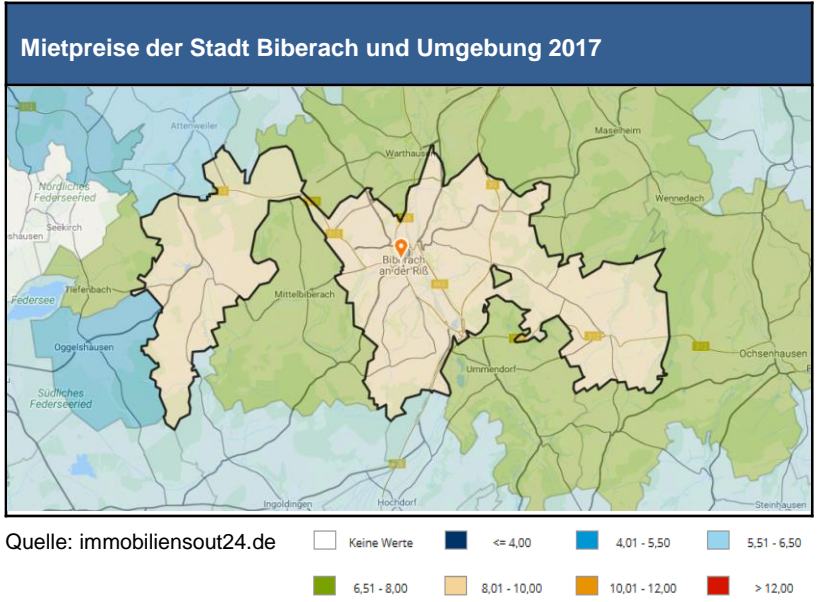 Mietpreise der Stadt Biberach und Umgebung 2017
Attenweiler
Maselheim
Warthausen
Nördliches
Federseeried
Wennedach
Seekirch
shausen
Biberach
an der Riß
Tiefenbach
Mittelbiberach
Federsee
Oggelshausen
Ochsenhausen
Ummendorf
Südliches
Federseeried
Ingoldingen
Hochdorf
Steinhausen
Quelle: immobiliensout24.de
Keine Werte
<= 4,00
4,01 - 5,50
5,51 - 6,50
6,51 - 8,00
8,01 - 10,00
10,01 - 12,00
> 12,00